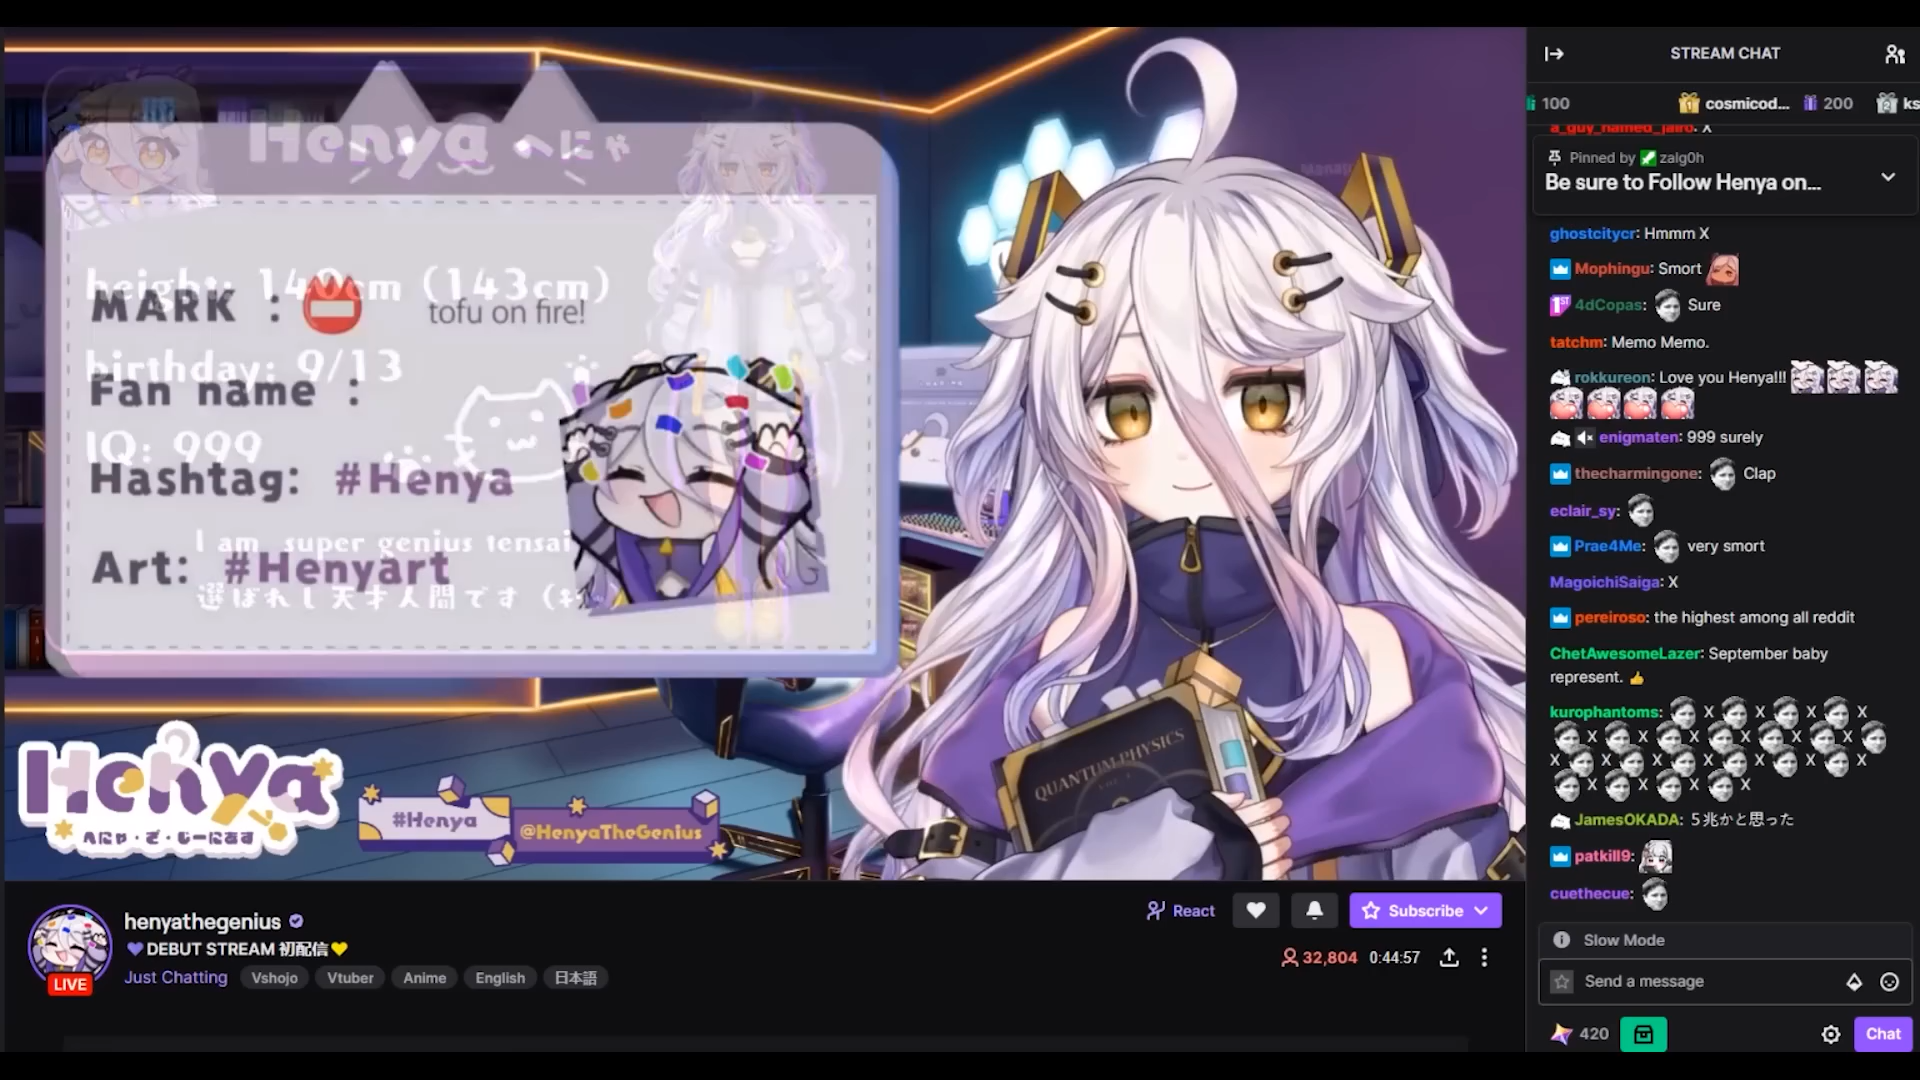 Henya へにゃ
height: 149cm (143cm)
MARK : tofu on fire!
birthday: 9/13
Fan name :
IQ: 999
Hashtag: #Henya
I am super genius tensai
Art: #Henyart
選ばれし天才人間です
QUANTUM PHYSICS
Henya
へにゃ・ざ・じーにあす
#Henya
@HenyaTheGenius
henyathegenius
DEBUT STREAM 初配信
Just Chatting Vshojo Vtuber Anime English 日本語
LIVE
React
Subscribe
32,804 0:44:57
STREAM CHAT
100 1 cosmicod... 200 2 ks
a_guy_named_jairo: X
Pinned by zalg0h
Be sure to Follow Henya on...
ghostcitycr: Hmmm X
Mophingu: Smort
1ST 4dCopas: Sure
tatchm: Memo Memo.
rokkureon: Love you Henya!!!
enigmaten: 999 surely
thecharmingone: Clap
eclair_sy:
Prae4Me: very smort
MagoichiSaiga: X
pereiroso: the highest among all reddit
ChetAwesomeLazer: September baby
represent.
kurophantoms: X X X X
X X X X X X
X X X X X X X
X X X X
JamesOKADA: 5兆かと思った
patkill9:
cuethecue:
Slow Mode
Send a message
420
Chat